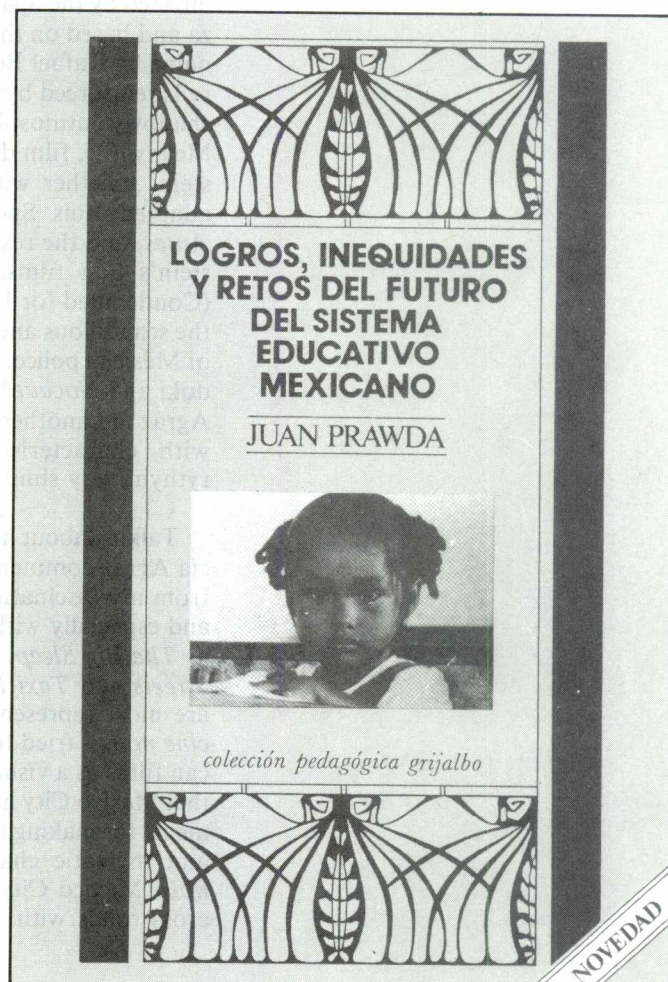 LOGROS, INEQUIDADES
Y RETOS DEL FUTURO
DEL SISTEMA
EDUCATIVO
MEXICANO
JUAN PRAWDA
colección pedagógica grijalbo
NOVEDAD